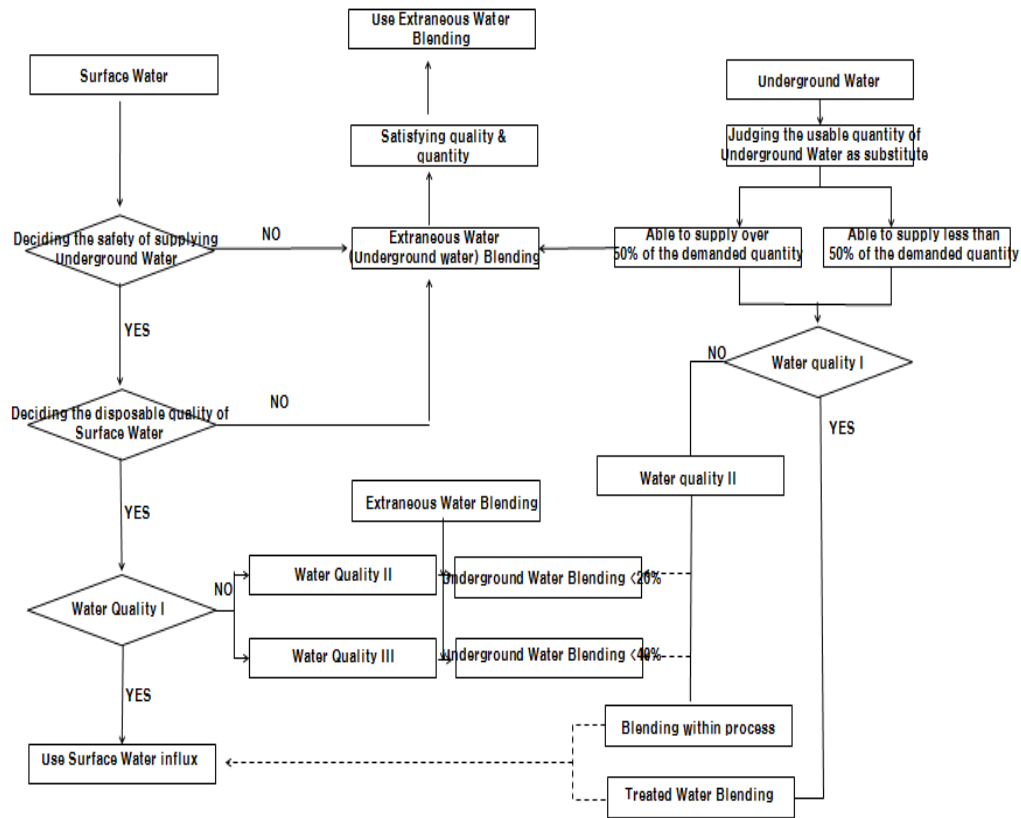 Use Extraneous Water
Blending
Surface Water
Underground Water
Satisfying quality &
quantity
Judging the usable quantity of
Underground Water as substitute
Deciding the safety of supplying
Underground Water
NO
Extraneous Water
(Underground water) Blending
Able to supply over
50% of the demanded quantity
Able to supply less than
50% of the demanded quantity
YES
NO
Water quality I
Deciding the disposable quality of
Surface Water
NO
YES
Water quality II
YES
Extraneous Water Blending
Water Quality II
Underground Water Blending <20%
NO
Water Quality I
Water Quality III
Underground Water Blending <40%
YES
Blending within process
Use Surface Water influx
Treated Water Blending